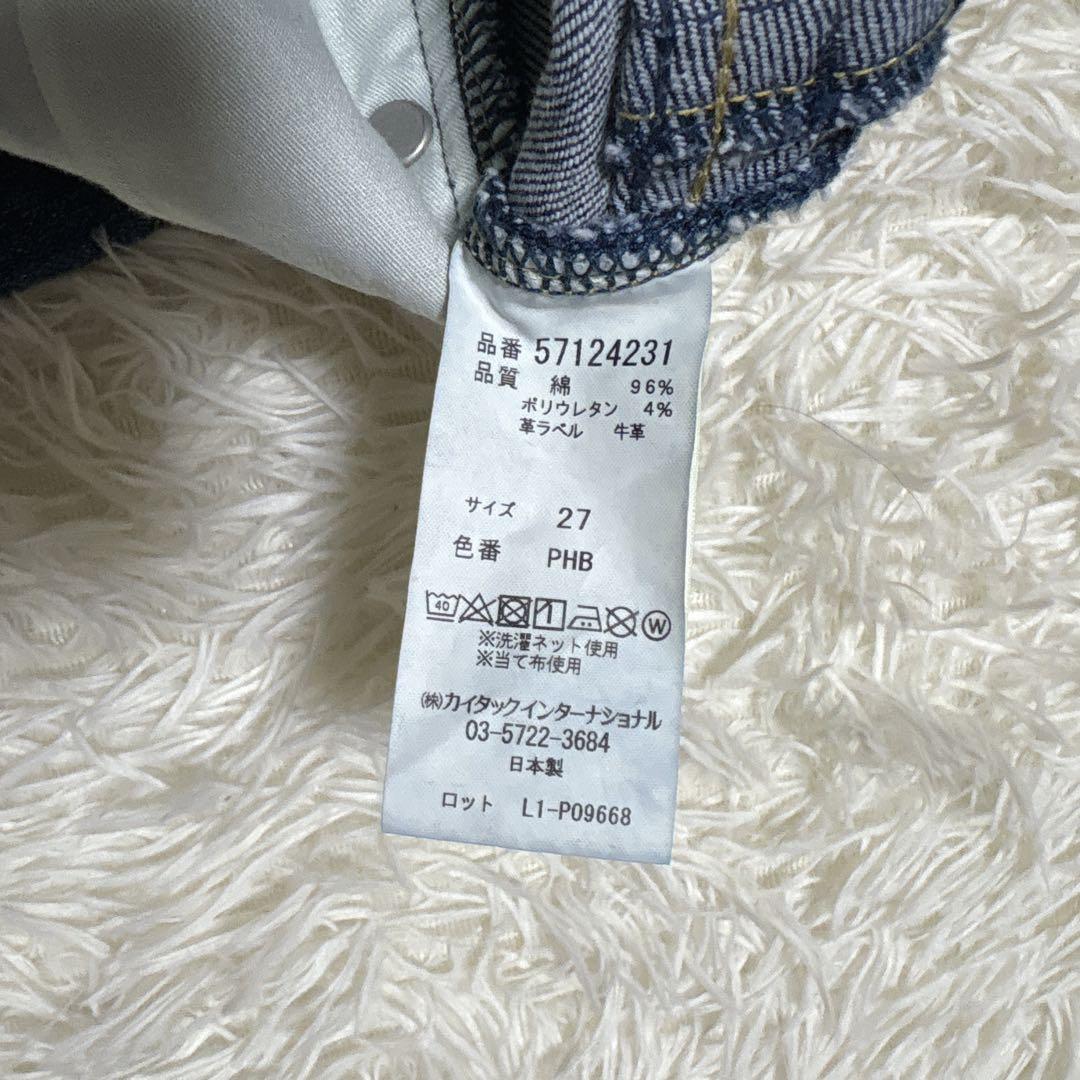 品番 57124231
品質 綿 96%
ポリウレタン 4%
革ラベル 牛革
サイズ 27
色番 PHB
40 W
※洗濯ネット使用
※当て布使用
㈱カイタックインターナショナル
03-5722-3684
日本製
ロット L1-P09668